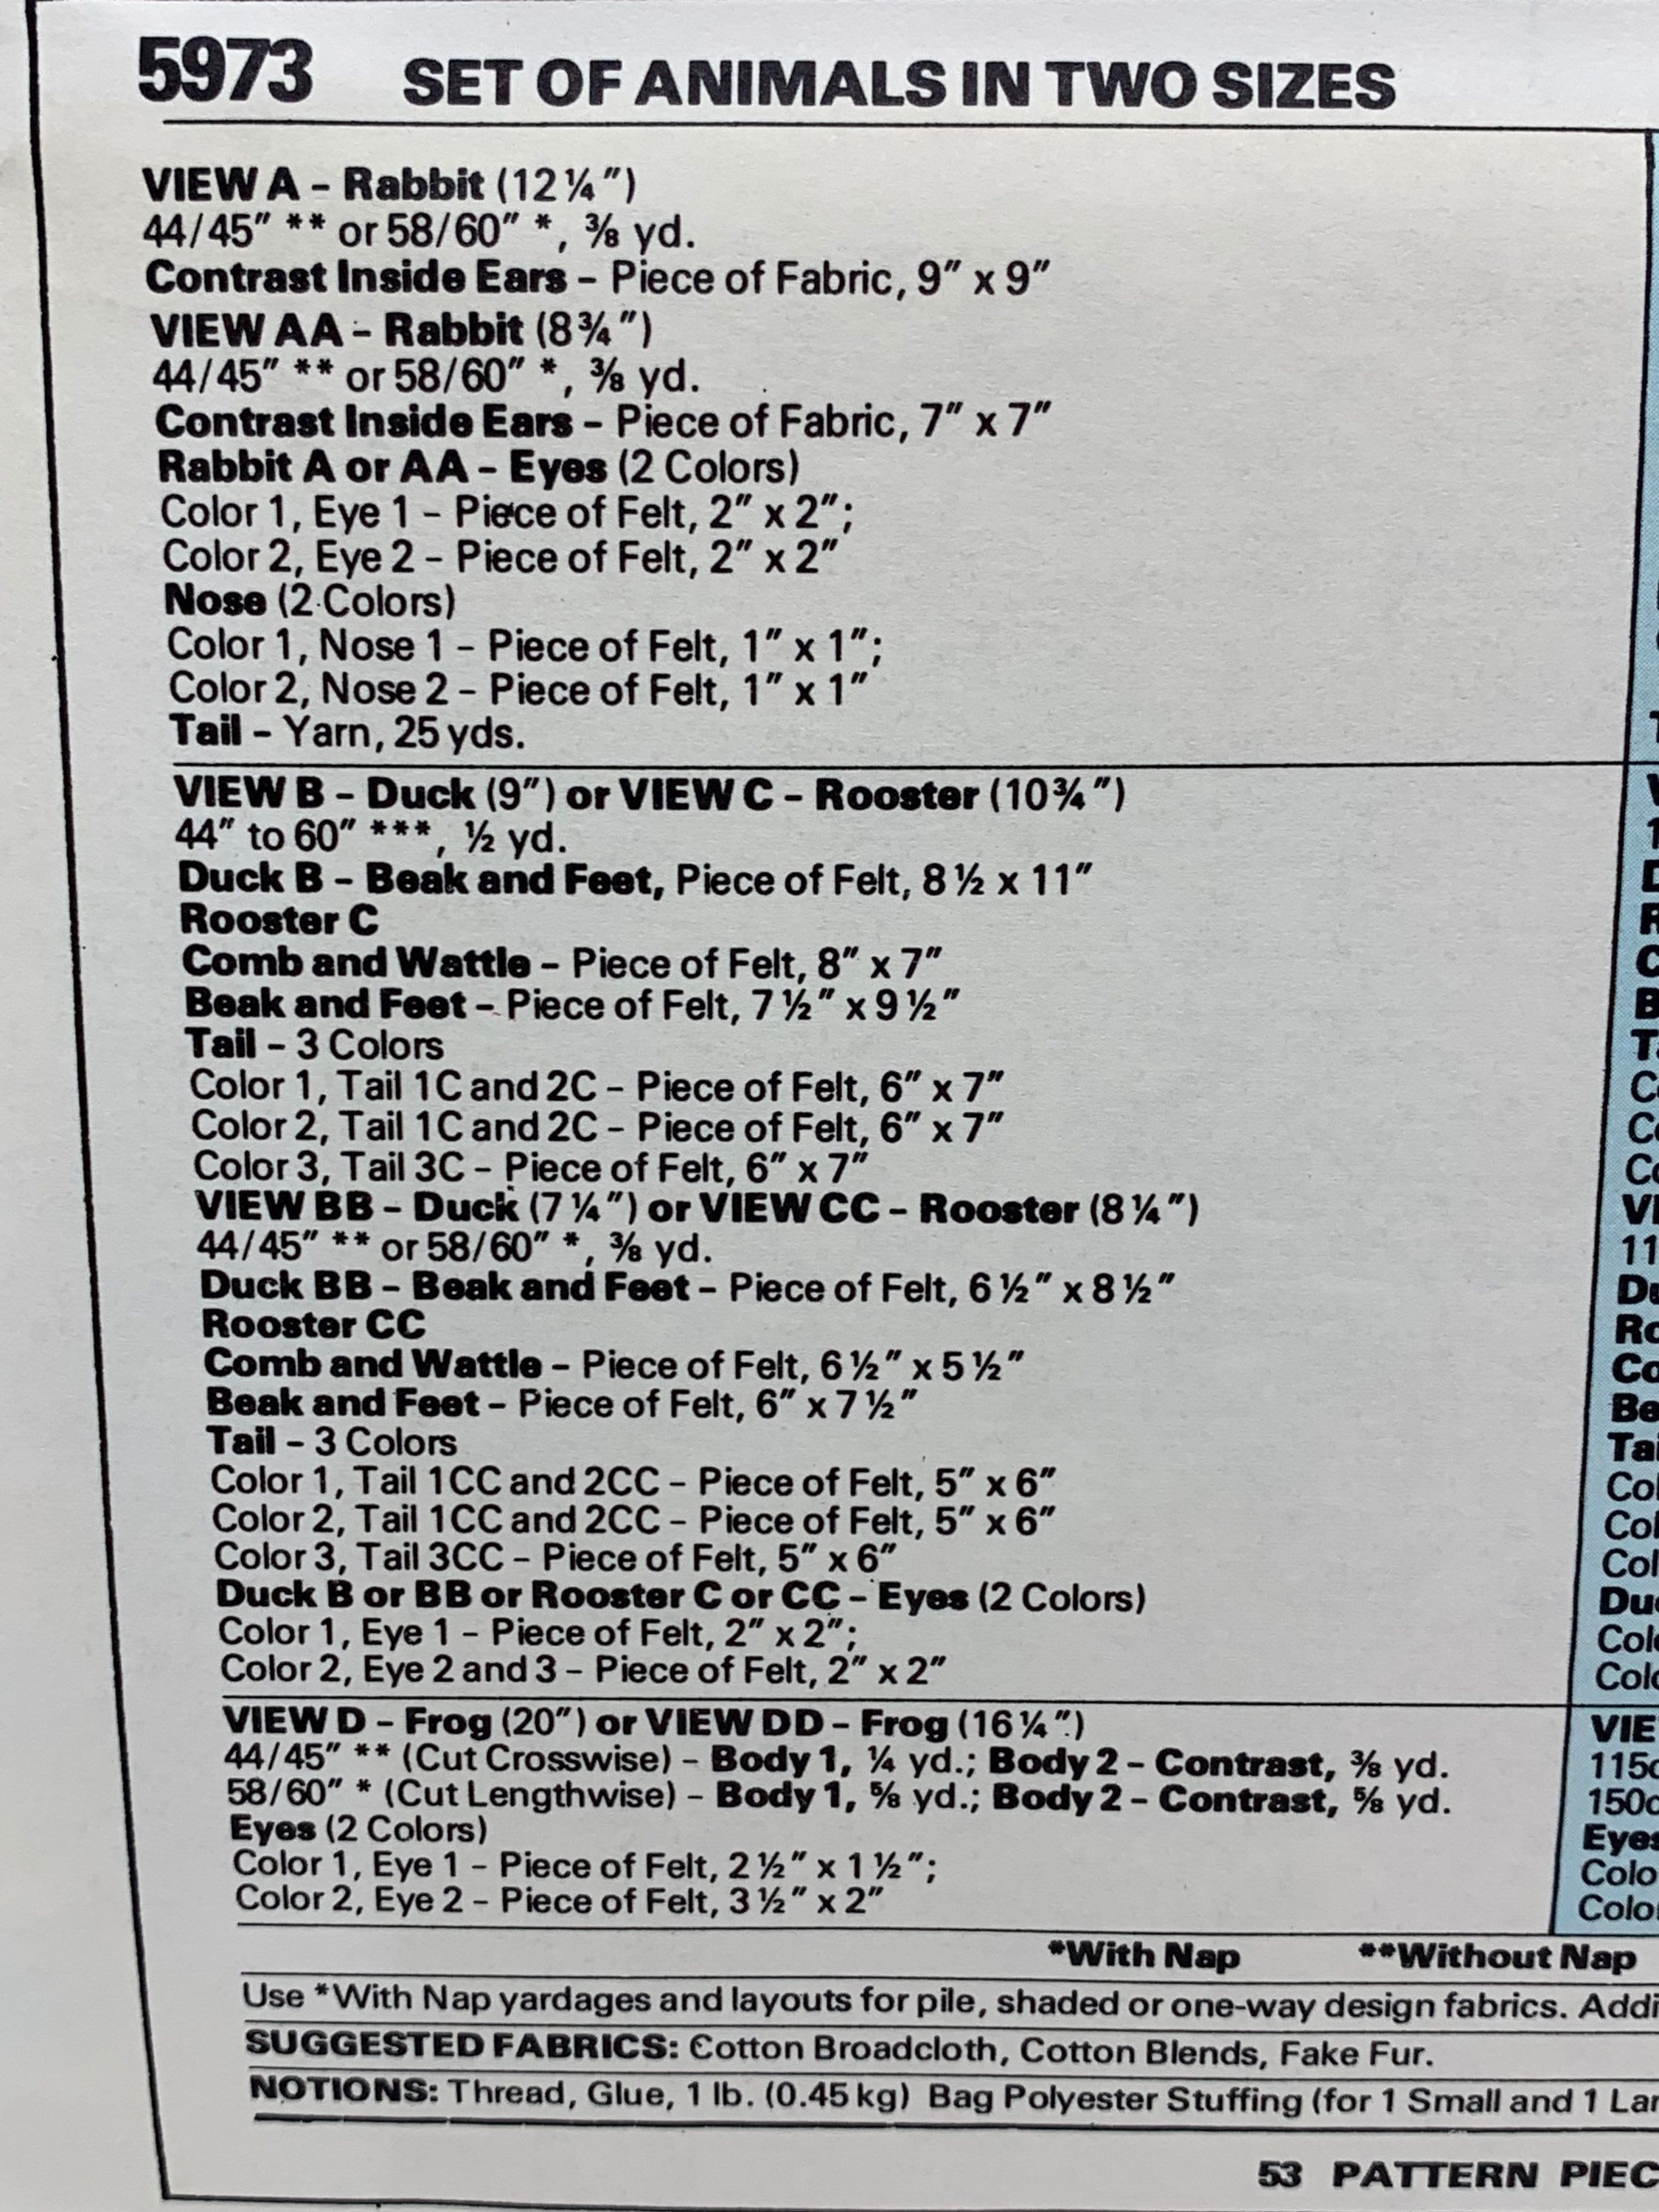 5973 SET OF ANIMALS IN TWO SIZES
VIEW A – Rabbit (12¼")
44/45" ** or 58/60" *, ⅜ yd.
Contrast Inside Ears – Piece of Fabric, 9" x 9"
VIEW AA – Rabbit (8¾")
44/45" ** or 58/60" *, ⅜ yd.
Contrast Inside Ears – Piece of Fabric, 7" x 7"
Rabbit A or AA – Eyes (2 Colors)
Color 1, Eye 1 – Piece of Felt, 2" x 2";
Color 2, Eye 2 – Piece of Felt, 2" x 2"
Nose (2 Colors)
Color 1, Nose 1 – Piece of Felt, 1" x 1";
Color 2, Nose 2 – Piece of Felt, 1" x 1"
Tail – Yarn, 25 yds.
VIEW B – Duck (9") or VIEW C – Rooster (10¾")
44" to 60" ***, ½ yd.
Duck B – Beak and Feet, Piece of Felt, 8½ x 11"
Rooster C
Comb and Wattle – Piece of Felt, 8" x 7"
Beak and Feet – Piece of Felt, 7½" x 9½"
Tail – 3 Colors
Color 1, Tail 1C and 2C – Piece of Felt, 6" x 7"
Color 2, Tail 1C and 2C – Piece of Felt, 6" x 7"
Color 3, Tail 3C – Piece of Felt, 6" x 7"
VIEW BB – Duck (7¼") or VIEW CC – Rooster (8¼")
44/45" ** or 58/60" *, ⅜ yd.
Duck BB – Beak and Feet – Piece of Felt, 6½" x 8½"
Rooster CC
Comb and Wattle – Piece of Felt, 6½" x 5½"
Beak and Feet – Piece of Felt, 6" x 7½"
Tail – 3 Colors
Color 1, Tail 1CC and 2CC – Piece of Felt, 5" x 6"
Color 2, Tail 1CC and 2CC – Piece of Felt, 5" x 6"
Color 3, Tail 3CC – Piece of Felt, 5" x 6"
Duck B or BB or Rooster C or CC – Eyes (2 Colors)
Color 1, Eye 1 – Piece of Felt, 2" x 2";
Color 2, Eye 2 and 3 – Piece of Felt, 2" x 2"
VIEW D – Frog (20") or VIEW DD – Frog (16¼")
44/45" ** (Cut Crosswise) – Body 1, ¼ yd.; Body 2 – Contrast, ⅜ yd.
58/60" * (Cut Lengthwise) – Body 1, ⅝ yd.; Body 2 – Contrast, ⅝ yd.
Eyes (2 Colors)
Color 1, Eye 1 – Piece of Felt, 2½" x 1½";
Color 2, Eye 2 – Piece of Felt, 3½" x 2"
*With Nap **Without Nap
Use *With Nap yardages and layouts for pile, shaded or one-way design fabrics. Addi
SUGGESTED FABRICS: Cotton Broadcloth, Cotton Blends, Fake Fur.
NOTIONS: Thread, Glue, 1 lb. (0.45 kg) Bag Polyester Stuffing (for 1 Small and 1 Lar
53 PATTERN PIEC